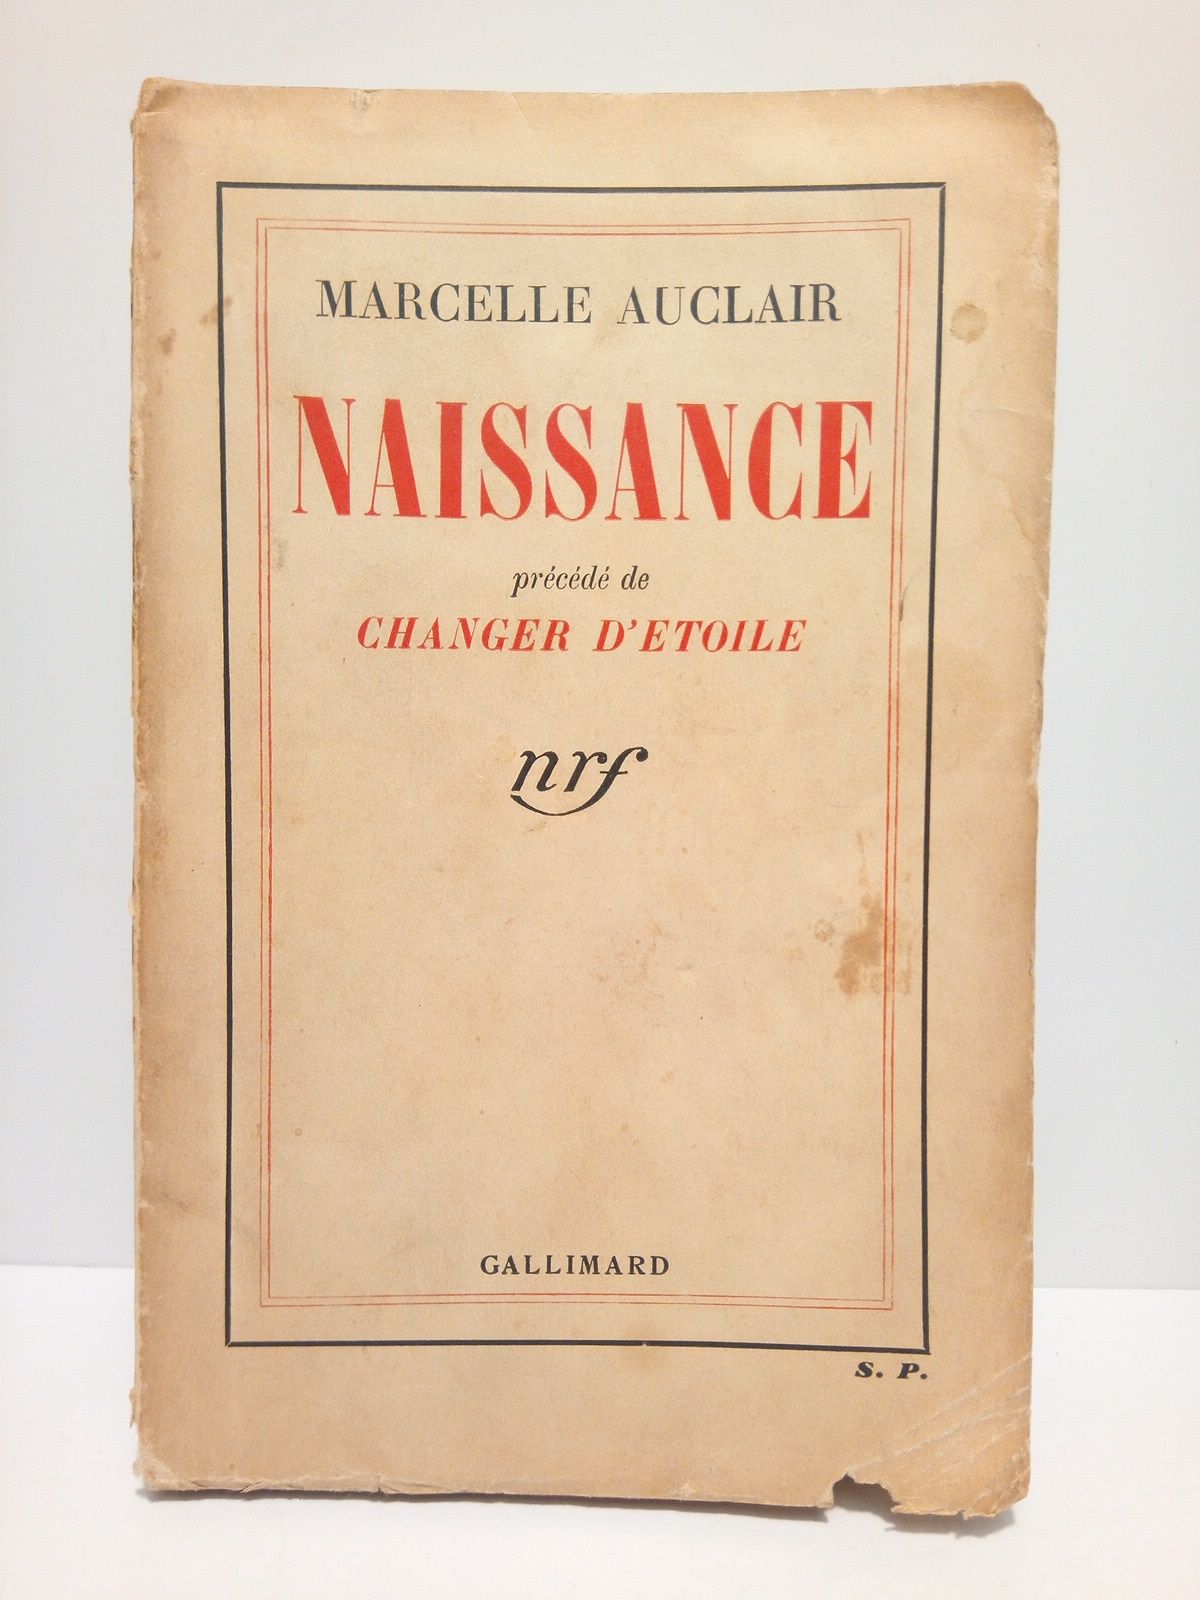 MARCELLE AUCLAIR
NAISSANCE
précédé de
CHANGER D'ETOILE
nrf
GALLIMARD
S. P.